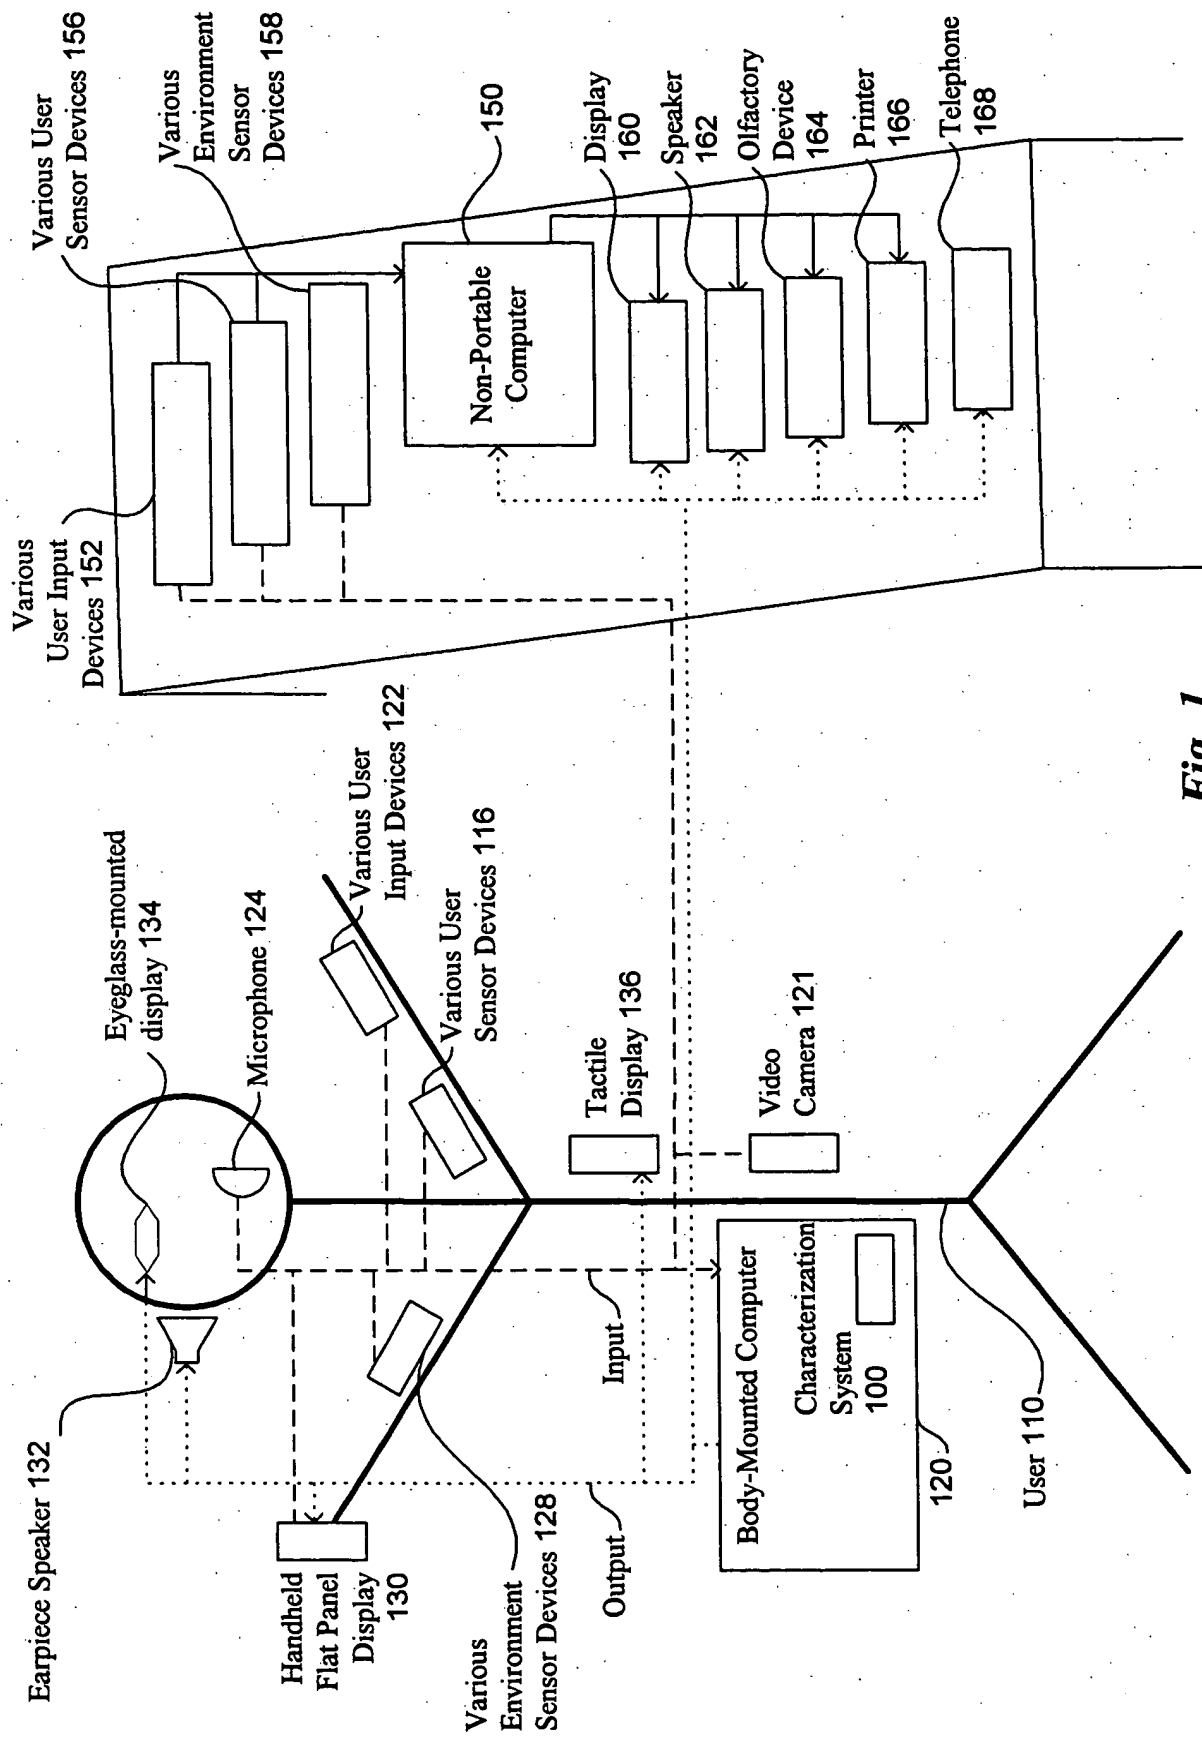 Earpiece Speaker 132
Eyeglass-mounted
display 134
Microphone 124
Handheld
Flat Panel
Display
130
Various User
Input Devices 122
Various User
Sensor Devices 116
Various
Environment
Sensor Devices 128
Input
Output
Tactile
Display 136
Video
Camera 121
Body-Mounted Computer
Characterization
System
100
120
User 110
Various
User Input
Devices 152
Various User
Sensor Devices 156
Various
Environment
Sensor
Devices 158
Non-Portable
Computer
150
Display
160
Speaker
162
Olfactory
Device
164
Printer
166
Telephone
168
Fig. 1